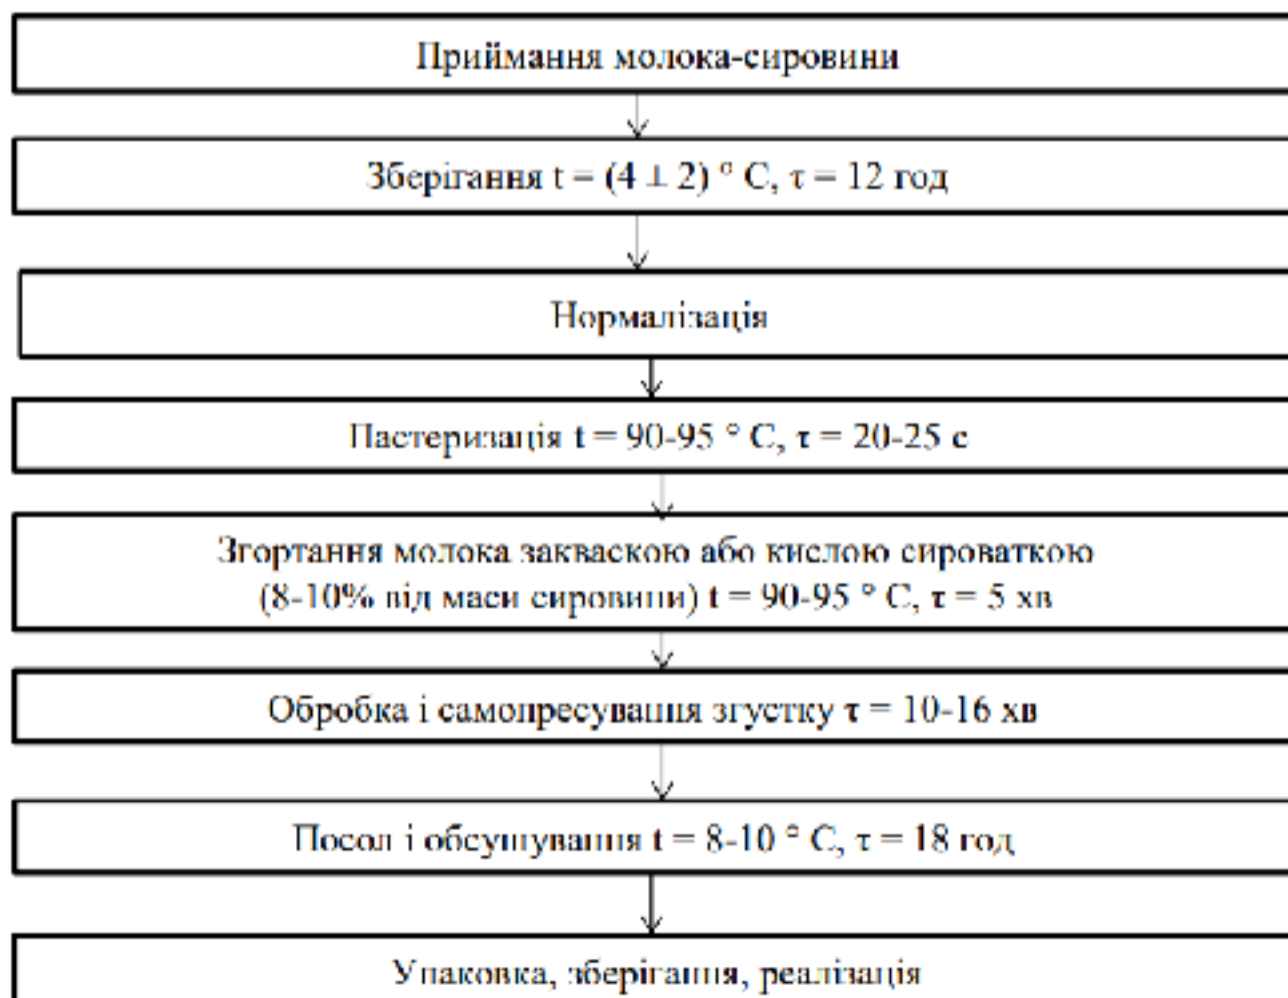 Приймання молока-сировини
Зберігання t = (4 ± 2) ° С, τ = 12 год
Нормалізація
Пастеризація t = 90-95 ° С, τ = 20-25 с
Згортання молока закваскою або кислою сироваткою
(8-10% від маси сировини) t = 90-95 ° С, τ = 5 хв
Обробка і самопресування згустку τ = 10-16 хв
Посол і обсушування t = 8-10 ° С, τ = 18 год
Упаковка, зберігання, реалізація